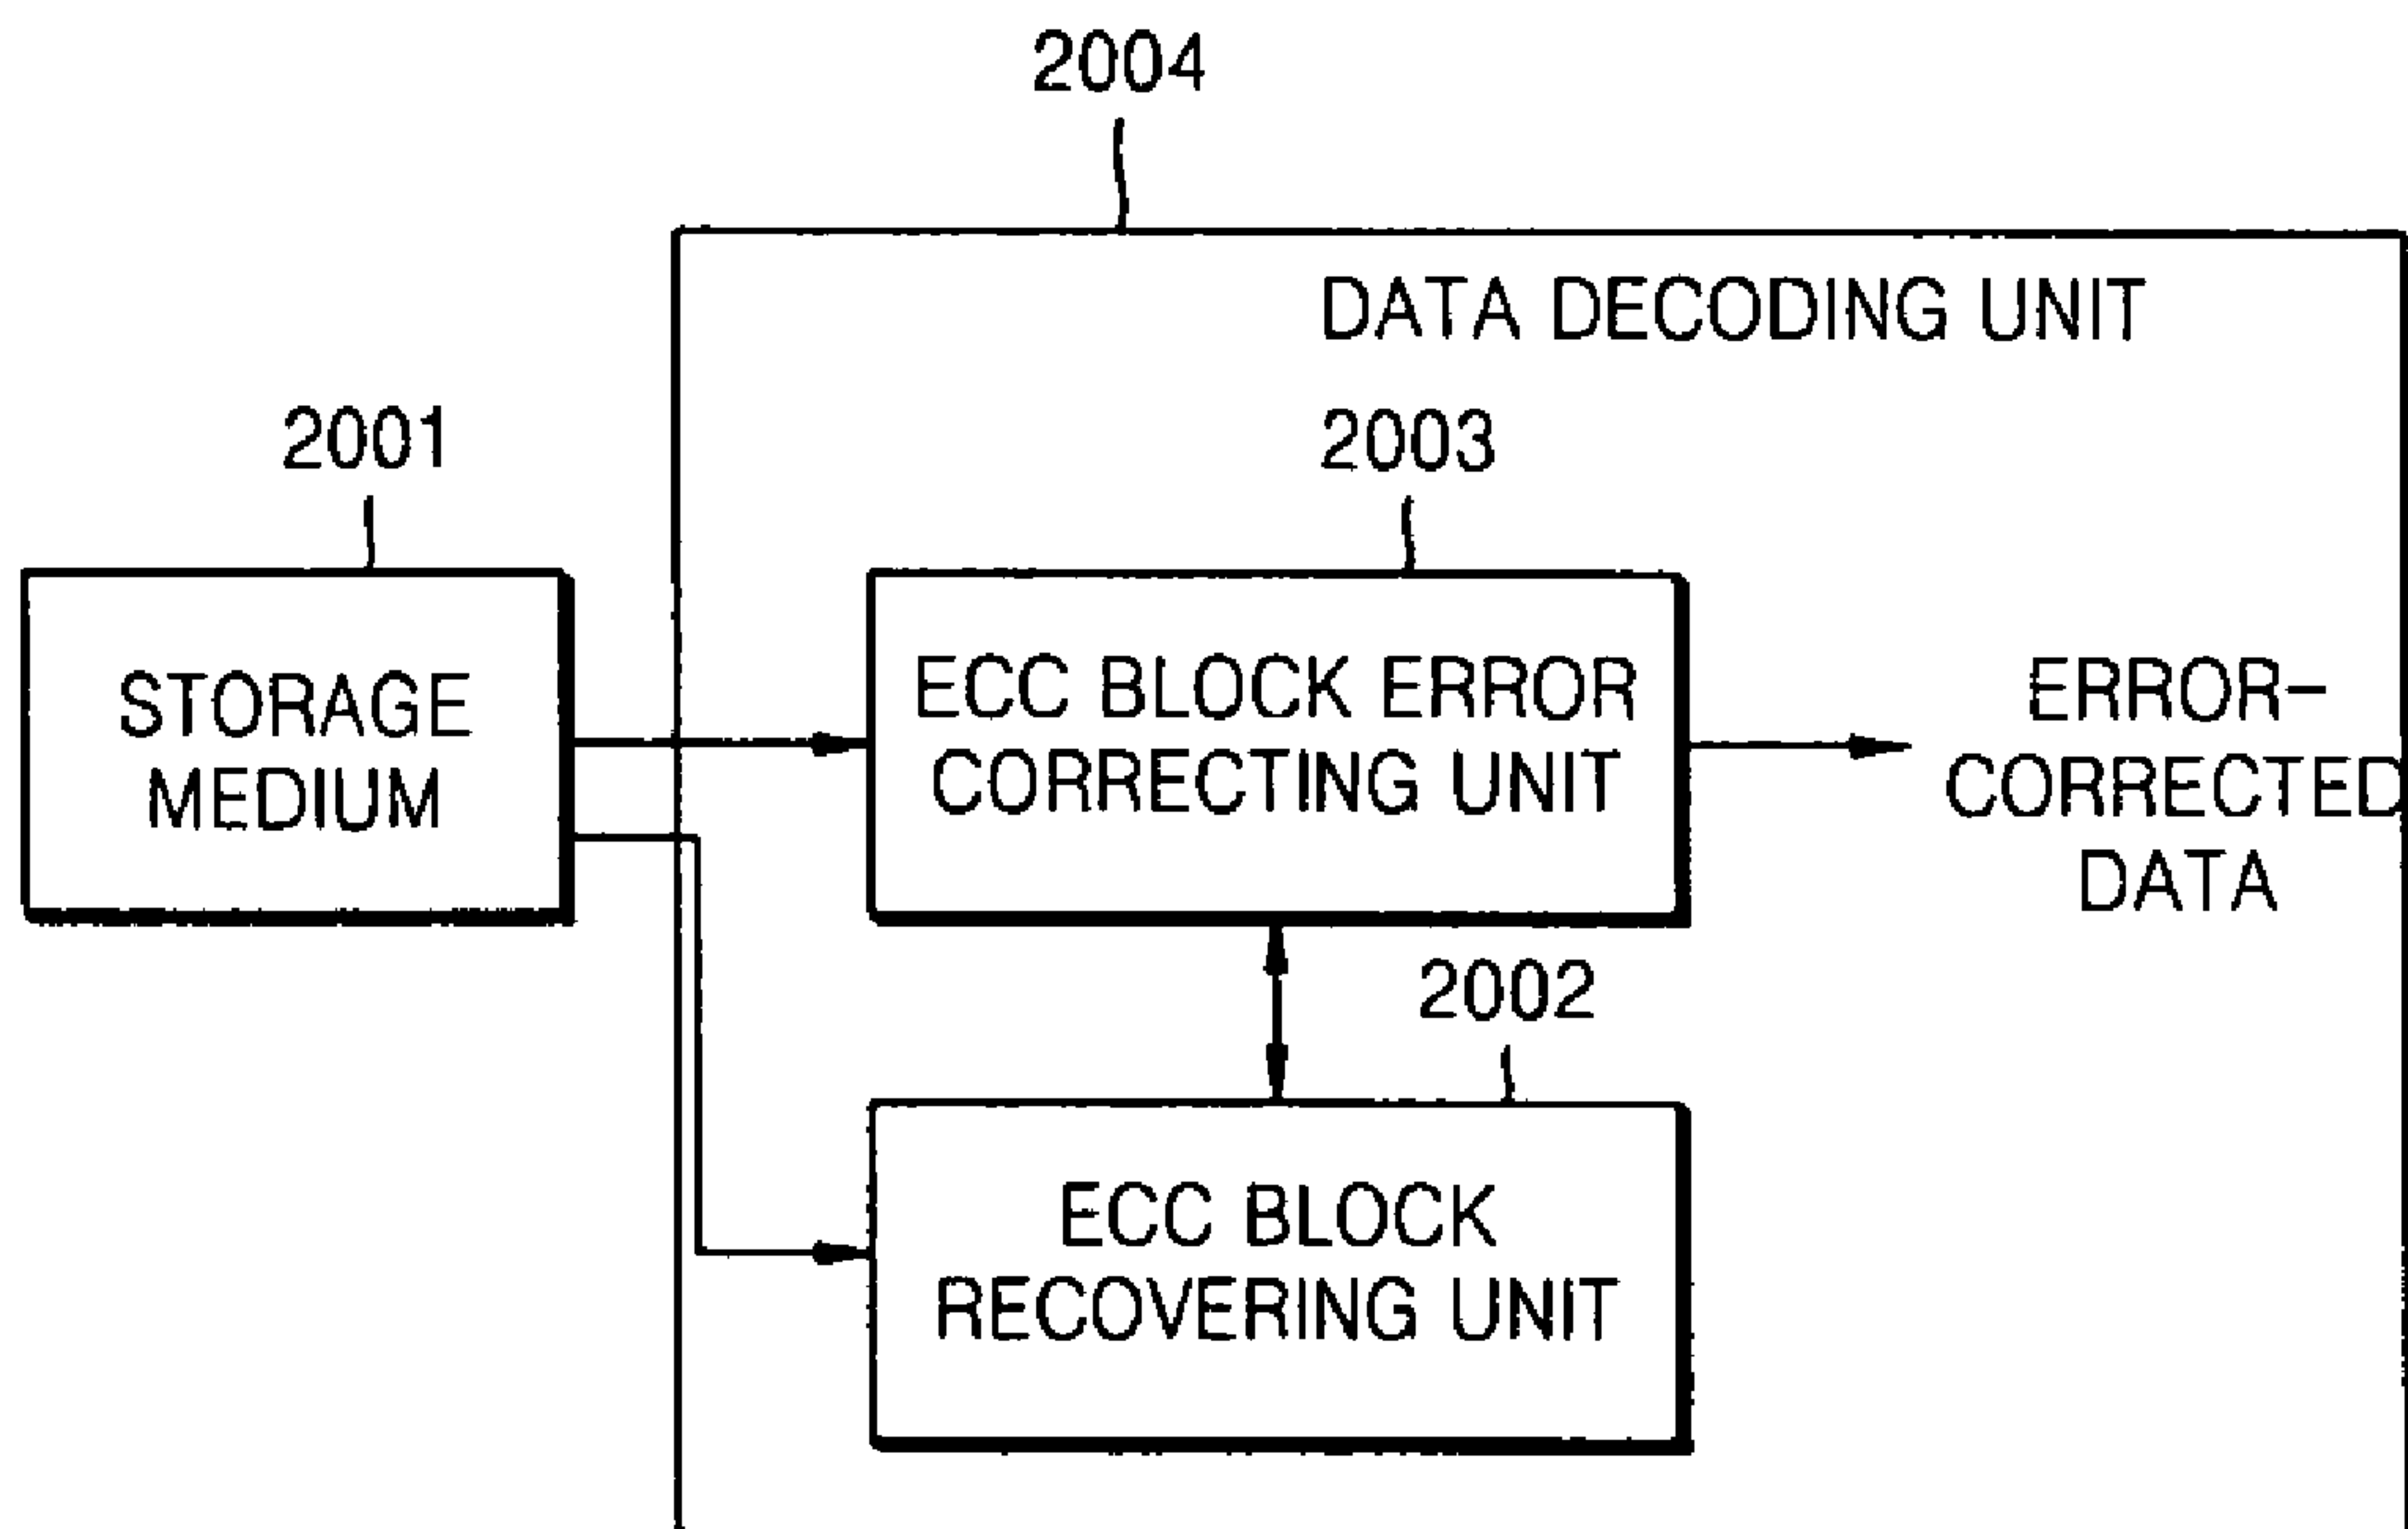 2004
DATA DECODING UNIT
2001
2003
STORAGE
MEDIUM
ECC BLOCK ERROR
CORRECTING UNIT
ERROR-
CORRECTED
DATA
2002
ECC BLOCK
RECOVERING UNIT